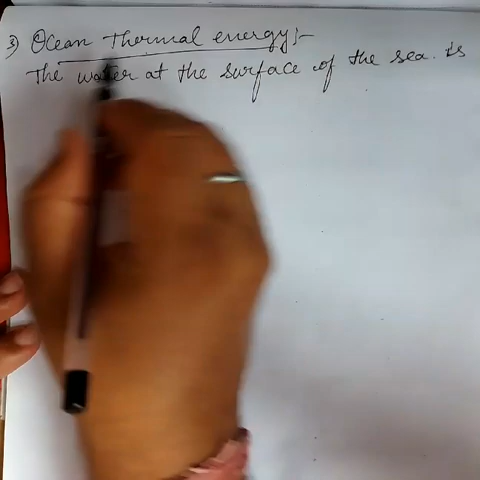 3) Ocean Thermal energy:-
The water at the surface of the sea. is